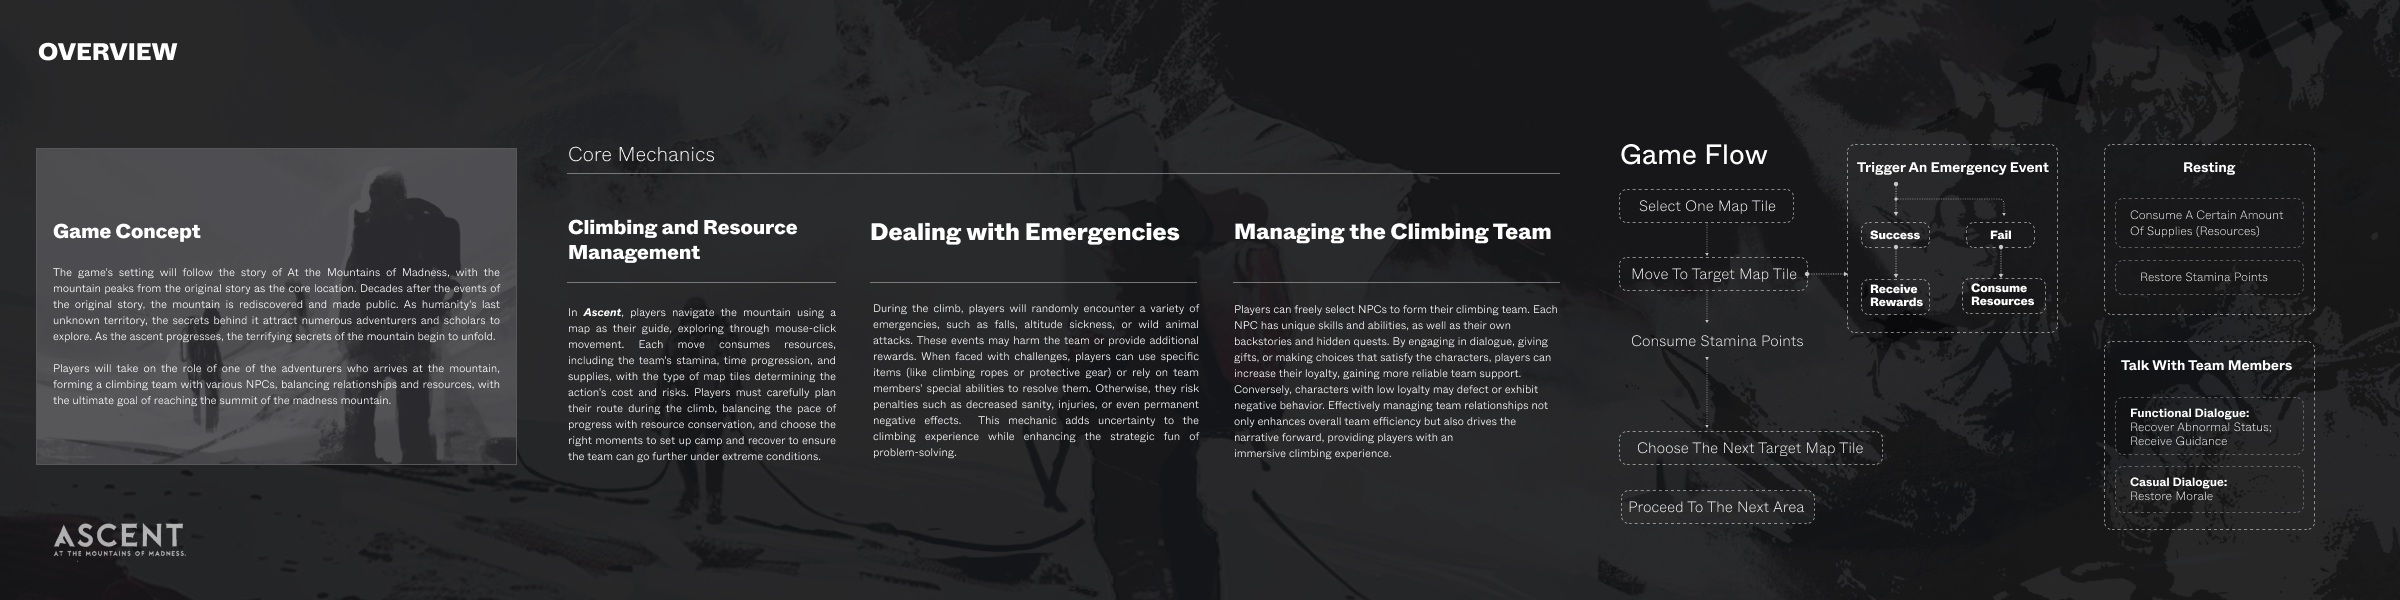 OVERVIEW
Game Concept
The game's setting will follow the story of At the Mountains of Madness, with the
mountain peaks from the original story as the core location. Decades after the events of
the original story, the mountain is rediscovered and made public. As humanity's last
unknown territory, the secrets behind it attract numerous adventurers and scholars to
explore. As the ascent progresses, the terrifying secrets of the mountain begin to unfold.
Players will take on the role of one of the adventurers who arrives at the mountain,
forming a climbing team with various NPCs, balancing relationships and resources, with
the ultimate goal of reaching the summit of the madness mountain.
ASCENT
AT THE MOUNTAINS OF MADNESS.
Core Mechanics
Climbing and Resource
Management
In Ascent, players navigate the mountain using a
map as their guide, exploring through mouse-click
movement. Each move consumes resources,
including the team's stamina, time progression, and
supplies, with the type of map tiles determining the
action's cost and risks. Players must carefully plan
their route during the climb, balancing the pace of
progress with resource conservation, and choose the
right moments to set up camp and recover to ensure
the team can go further under extreme conditions.
Dealing with Emergencies
During the climb, players will randomly encounter a variety of
emergencies, such as falls, altitude sickness, or wild animal
attacks. These events may harm the team or provide additional
rewards. When faced with challenges, players can use specific
items (like climbing ropes or protective gear) or rely on team
members' special abilities to resolve them. Otherwise, they risk
penalties such as decreased sanity, injuries, or even permanent
negative effects. This mechanic adds uncertainty to the
climbing experience while enhancing the strategic fun of
problem-solving.
Managing the Climbing Team
Players can freely select NPCs to form their climbing team. Each
NPC has unique skills and abilities, as well as their own
backstories and hidden quests. By engaging in dialogue, giving
gifts, or making choices that satisfy the characters, players can
increase their loyalty, gaining more reliable team support.
Conversely, characters with low loyalty may defect or exhibit
negative behavior. Effectively managing team relationships not
only enhances overall team efficiency but also drives the
narrative forward, providing players with an
immersive climbing experience.
Game Flow
Select One Map Tile
Move To Target Map Tile
Consume Stamina Points
Choose The Next Target Map Tile
Proceed To The Next Area
Trigger An Emergency Event
Success
Fail
Receive
Rewards
Consume
Resources
Resting
Consume A Certain Amount
Of Supplies (Resources)
Restore Stamina Points
Talk With Team Members
Functional Dialogue:
Recover Abnormal Status;
Receive Guidance
Casual Dialogue:
Restore Morale